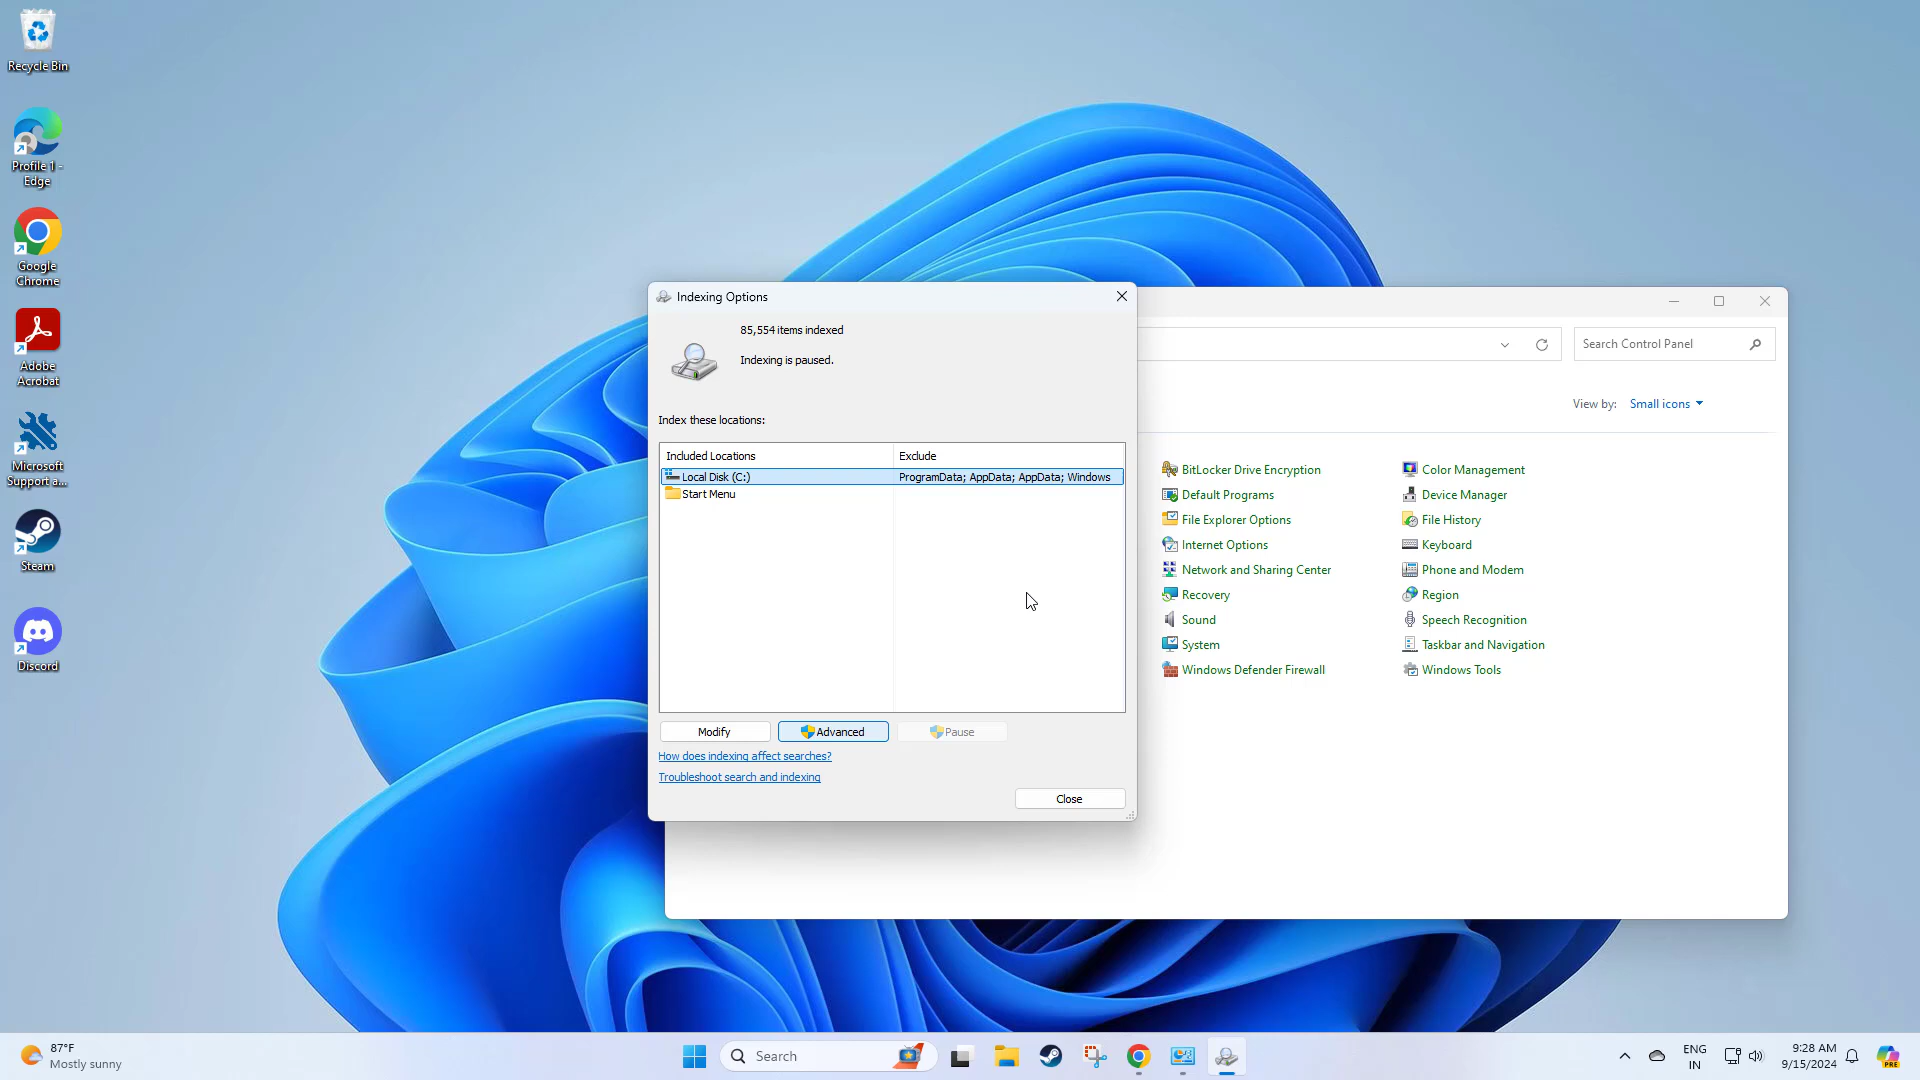 Recycle Bin
Profile 1 -
Edge
Google
Chrome
Adobe
Acrobat
Microsoft
Support a...
Steam
Discord
Indexing Options
85,554 items indexed
Indexing is paused.
Index these locations:
Included Locations Exclude
Local Disk (C:) ProgramData; AppData; AppData; Windows
Start Menu
Modify Advanced Pause
How does indexing affect searches?
Troubleshoot search and indexing
Close
Search Control Panel
View by: Small icons
BitLocker Drive Encryption Color Management
Default Programs Device Manager
File Explorer Options File History
Internet Options Keyboard
Network and Sharing Center Phone and Modem
Recovery Region
Sound Speech Recognition
System Taskbar and Navigation
Windows Defender Firewall Windows Tools
87°F
Mostly sunny
Search
ENG
IN
9:28 AM
9/15/2024
PRE